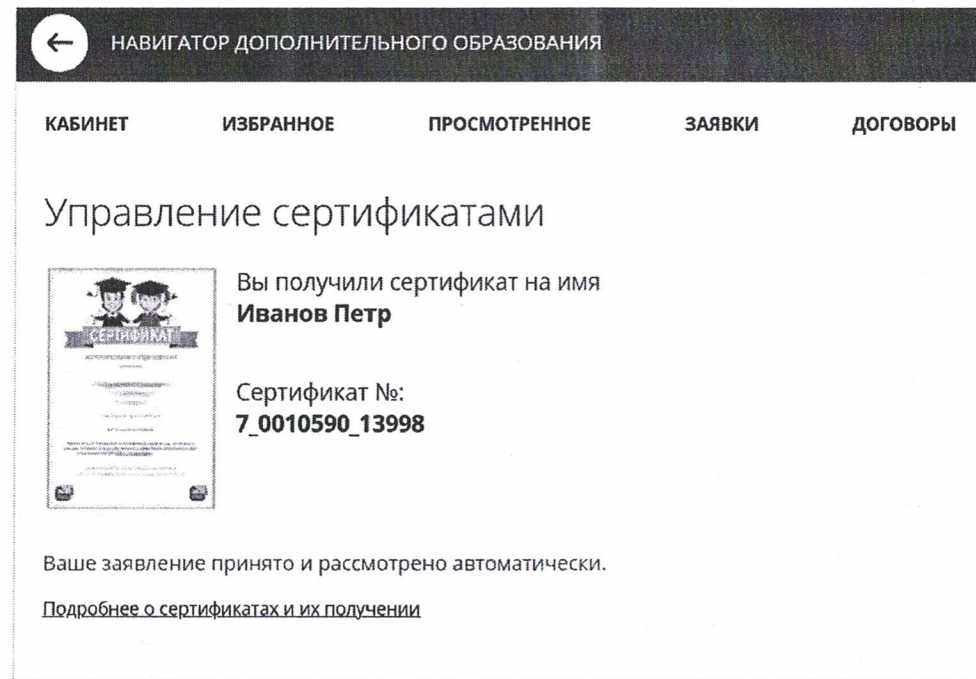 НАВИГАТОР ДОПОЛНИТЕЛЬНОГО ОБРАЗОВАНИЯ
КАБИНЕТ ИЗБРАННОЕ ПРОСМОТРЕННОЕ ЗАЯВКИ ДОГОВОРЫ
Управление сертификатами
Вы получили сертификат на имя
Иванов Петр
СЕРТИФИКАТ
Сертификат №:
7_0010590_13998
Ваше заявление принято и рассмотрено автоматически.
Подробнее о сертификатах и их получении